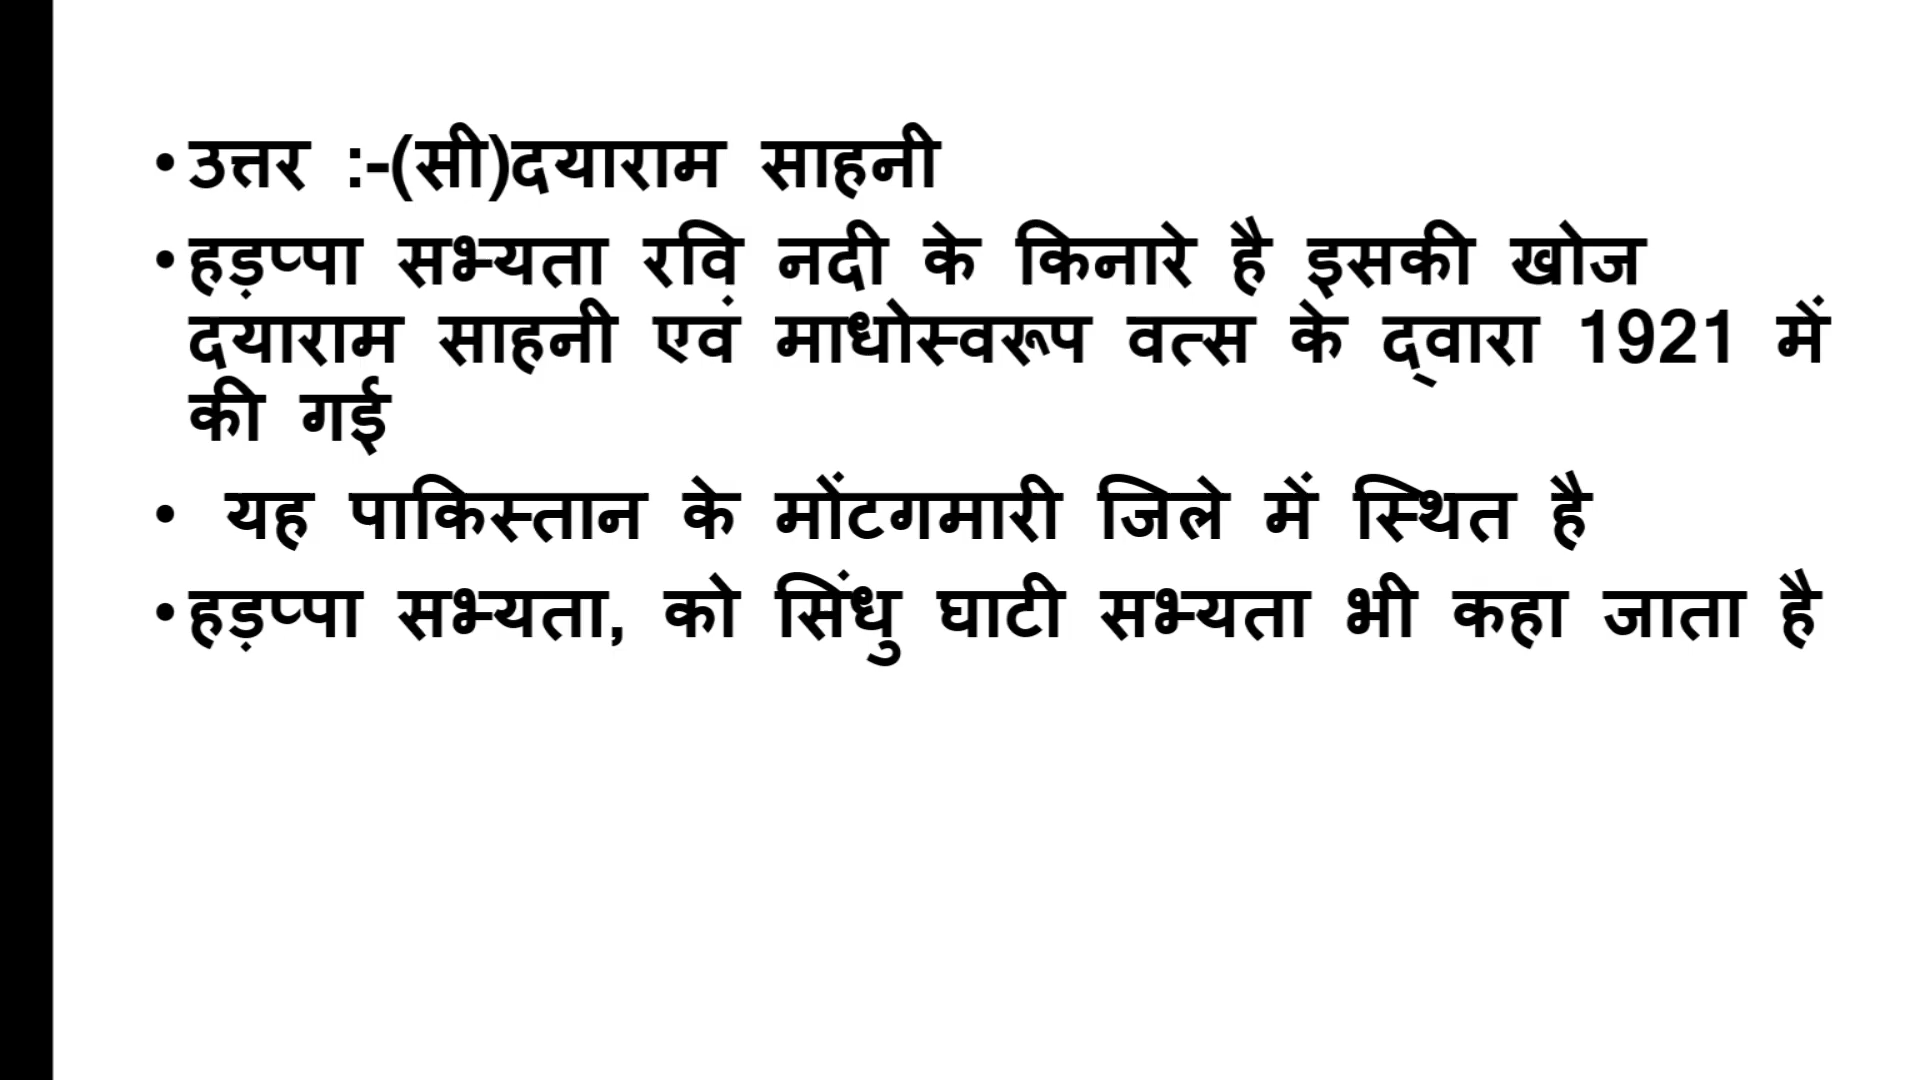 • उत्तर :-(सी)दयाराम साहनी
• हड़प्पा सभ्यता रवि नदी के किनारे है इसकी खोज
दयाराम साहनी एवं माधोस्वरूप वत्स के द्‌वारा 1921 में
की गई
• यह पाकिस्तान के मोंटगमारी जिले में स्थित है
• हड़प्पा सभ्यता, को सिंधु घाटी सभ्यता भी कहा जाता है